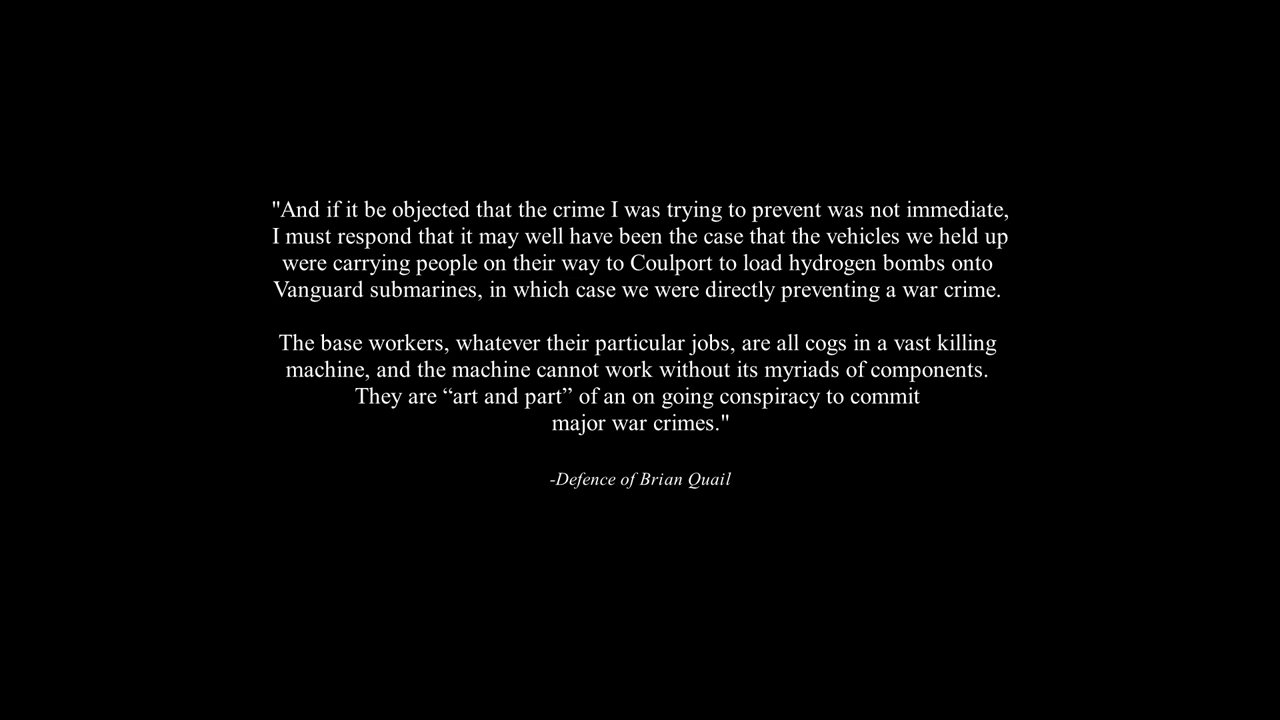 "And if it be objected that the crime I was trying to prevent was not immediate,
I must respond that it may well have been the case that the vehicles we held up
were carrying people on their way to Coulport to load hydrogen bombs onto
Vanguard submarines, in which case we were directly preventing a war crime.
The base workers, whatever their particular jobs, are all cogs in a vast killing
machine, and the machine cannot work without its myriads of components.
They are “art and part” of an on going conspiracy to commit
major war crimes."
-Defence of Brian Quail